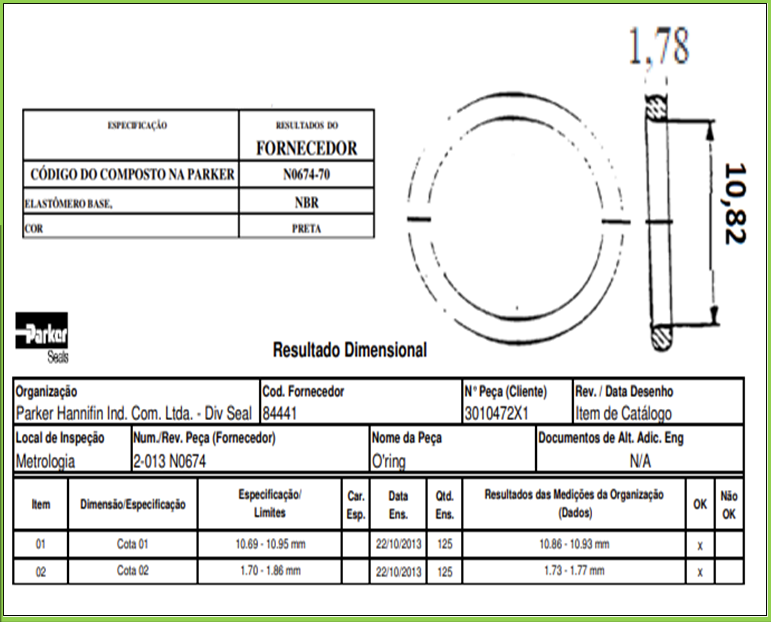 1,78
ESPECIFICAÇÃO RESULTADOS DO
FORNECEDOR
CÓDIGO DO COMPOSTO NA PARKER N0674-70
ELASTÔMERO BASE, NBR
COR PRETA
10,82
Parker
Seals
Resultado Dimensional
Organização Cod. Fornecedor N° Peça (Cliente) Rev. / Data Desenho
Parker Hannifin Ind. Com. Ltda. - Div Seal 84441 3010472X1 Item de Catálogo
Local de Inspeção Num./Rev. Peça (Fornecedor) Nome da Peça Documentos de Alt. Adic. Eng
Metrologia 2-013 N0674 O'ring N/A
Item Dimensão/Especificação Especificação/ Car. Data Qtd. Resultados das Medições da Organização OK Não
Limites Esp. Ens. Ens. (Dados) OK
01 Cota 01 10.69 - 10.95 mm 22/10/2013 125 10.86 - 10.93 mm x
02 Cota 02 1.70 - 1.86 mm 22/10/2013 125 1.73 - 1.77 mm x